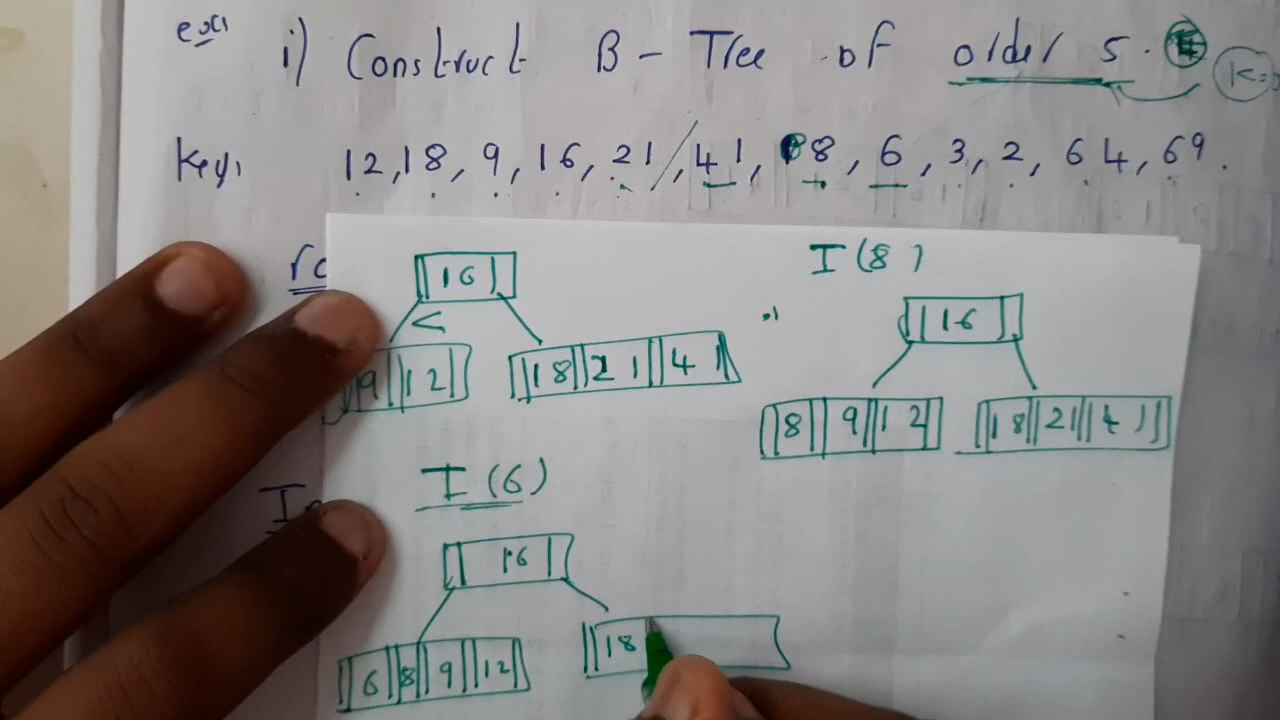 ex:
i) Construct B - Tree of order 5.
K=
Key, 12, 18, 9, 16, 21 /, 41, 8, 6, 3, 2, 64, 69.
16
<
9 12
18 21 41
I (8)
16
8 9 12
18 21 41
I (6)
16
6 8 9 12
18